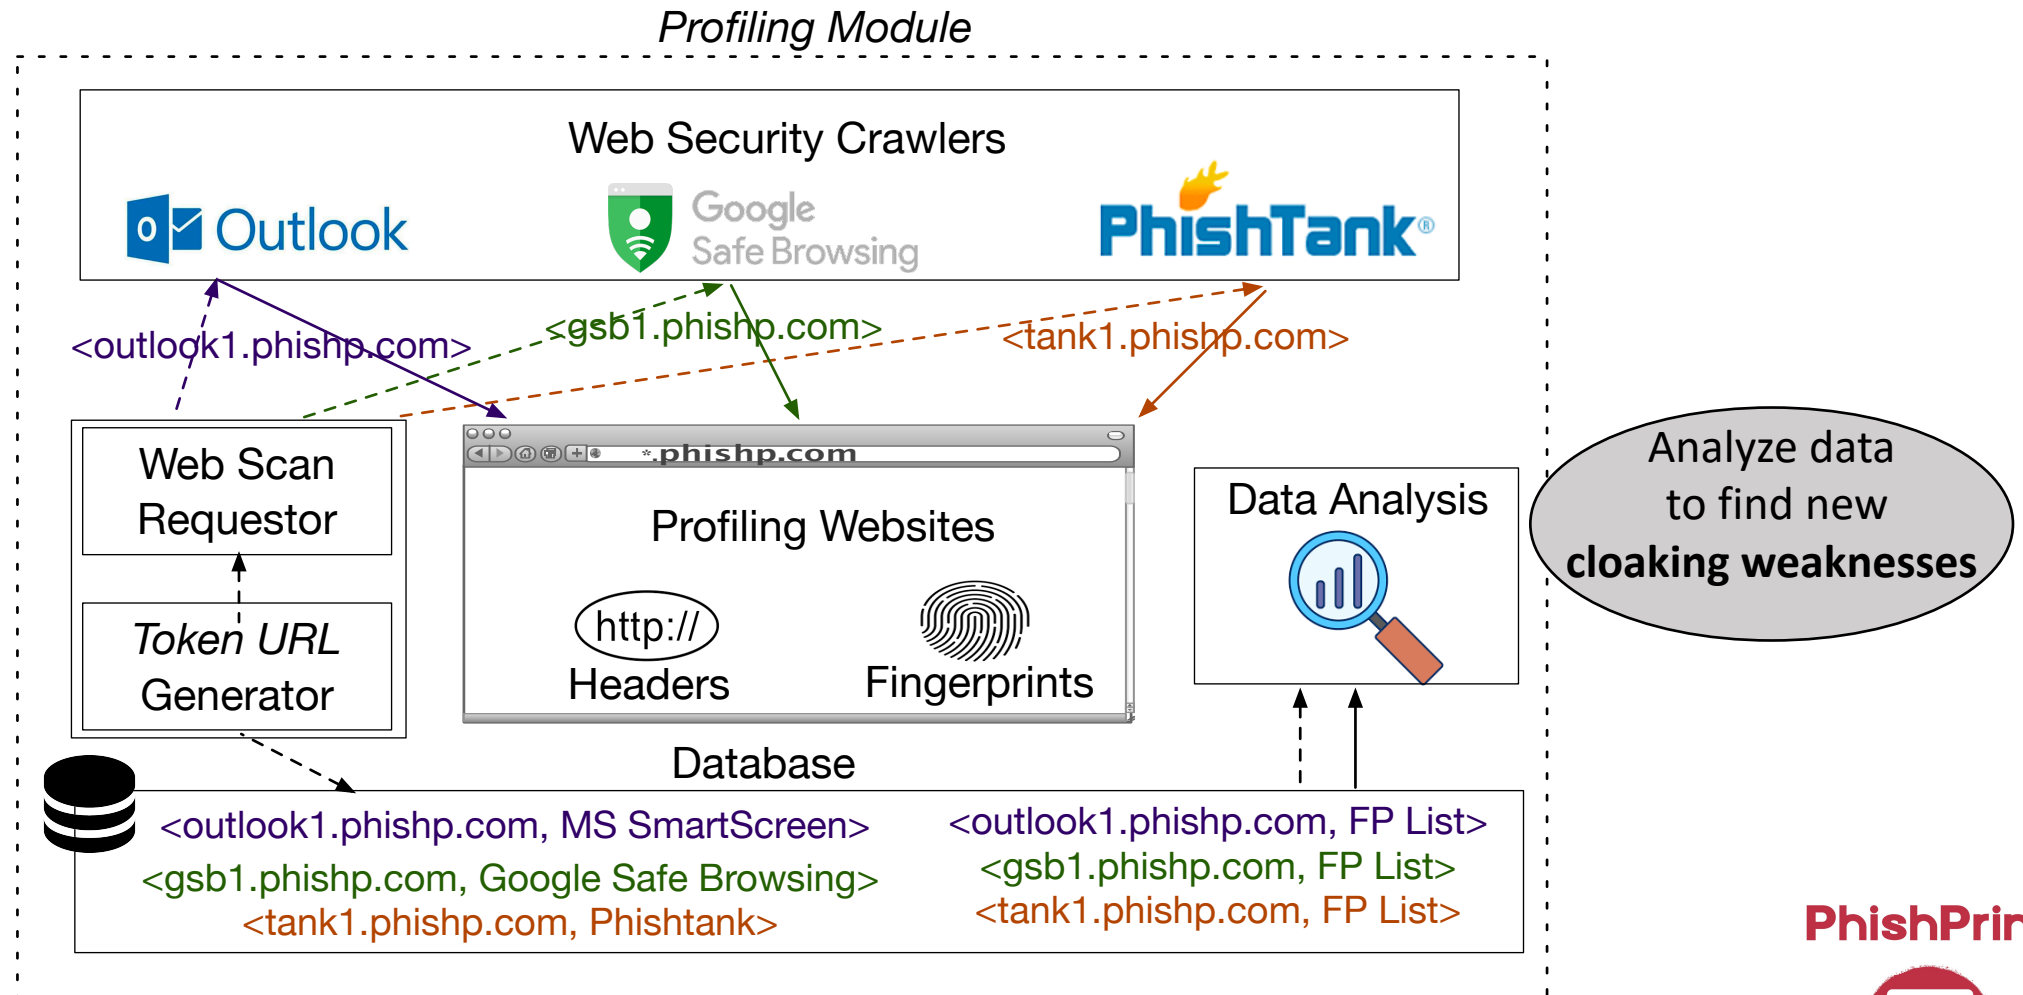 Profiling Module
Web Security Crawlers
Outlook
Google
Safe Browsing
PhishTank®
<outlook1.phishp.com>
<gsb1.phishp.com>
<tank1.phishp.com>
Web Scan
Requestor
Token URL
Generator
*.phishp.com
Profiling Websites
http://
Headers
Fingerprints
Data Analysis
Analyze data
to find new
cloaking weaknesses
Database
<outlook1.phishp.com, MS SmartScreen>
<gsb1.phishp.com, Google Safe Browsing>
<tank1.phishp.com, Phishtank>
<outlook1.phishp.com, FP List>
<gsb1.phishp.com, FP List>
<tank1.phishp.com, FP List>